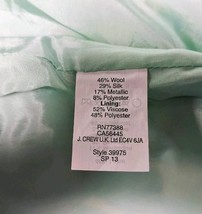 46% Wool
29% Silk
17% Metallic
8% Polyester
Lining:
52% Viscose
48% Polyester
RN77388
CA56445
J. CREW U.K. Ltd EC4V 6JA
Style 39975
SP 13